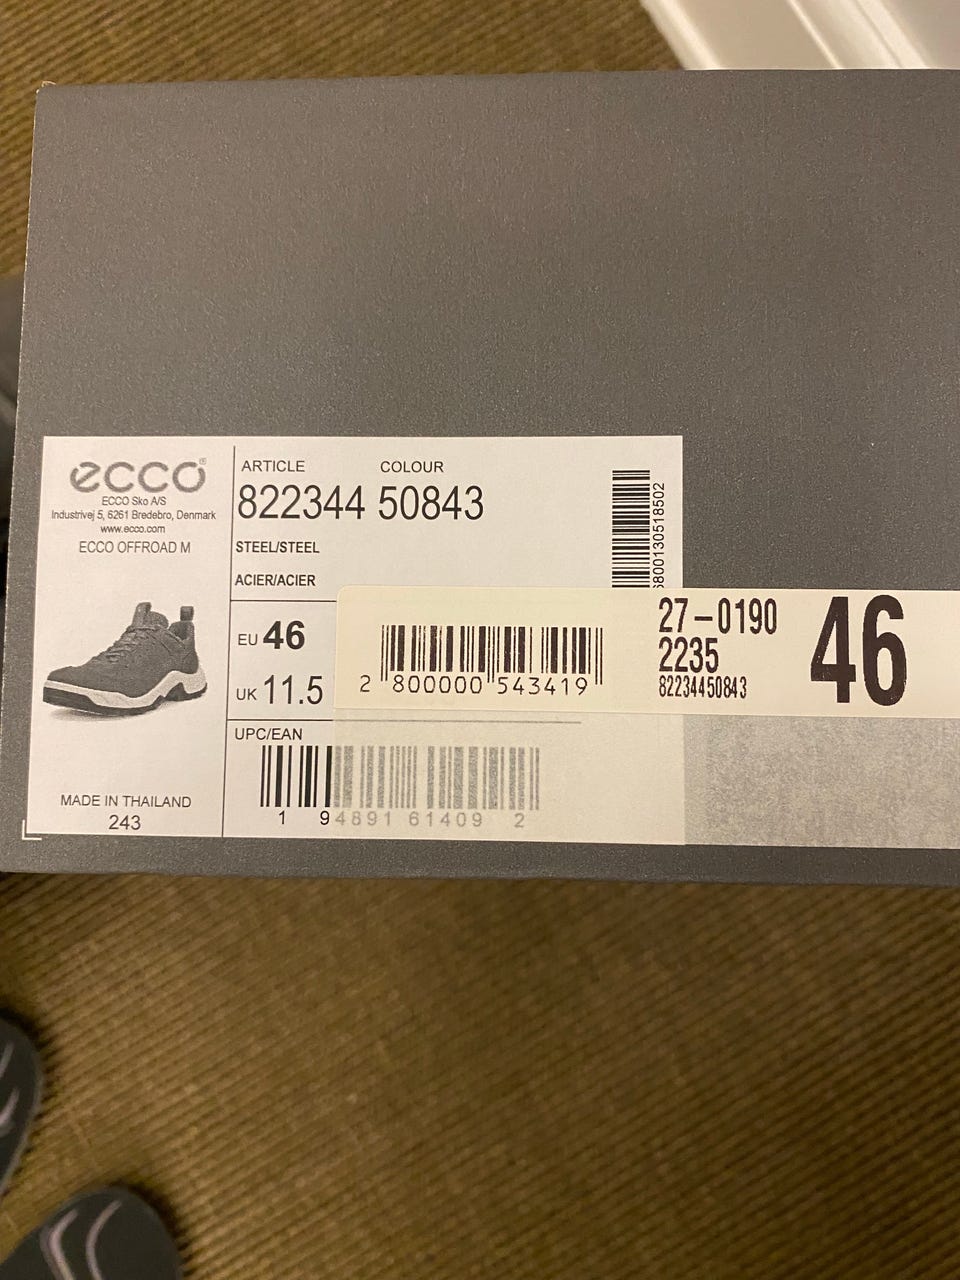 ecco®
ECCO Sko A/S
Industrivej 5, 6261 Bredebro, Denmark
www.ecco.com
ECCO OFFROAD M
MADE IN THAILAND
243
ARTICLE COLOUR
822344 50843
STEEL/STEEL
ACIER/ACIER
EU 46
UK 11.5
UPC/EAN
1 94891 61409 2
2 800000 543419
27-0190
2235
82234450843
46